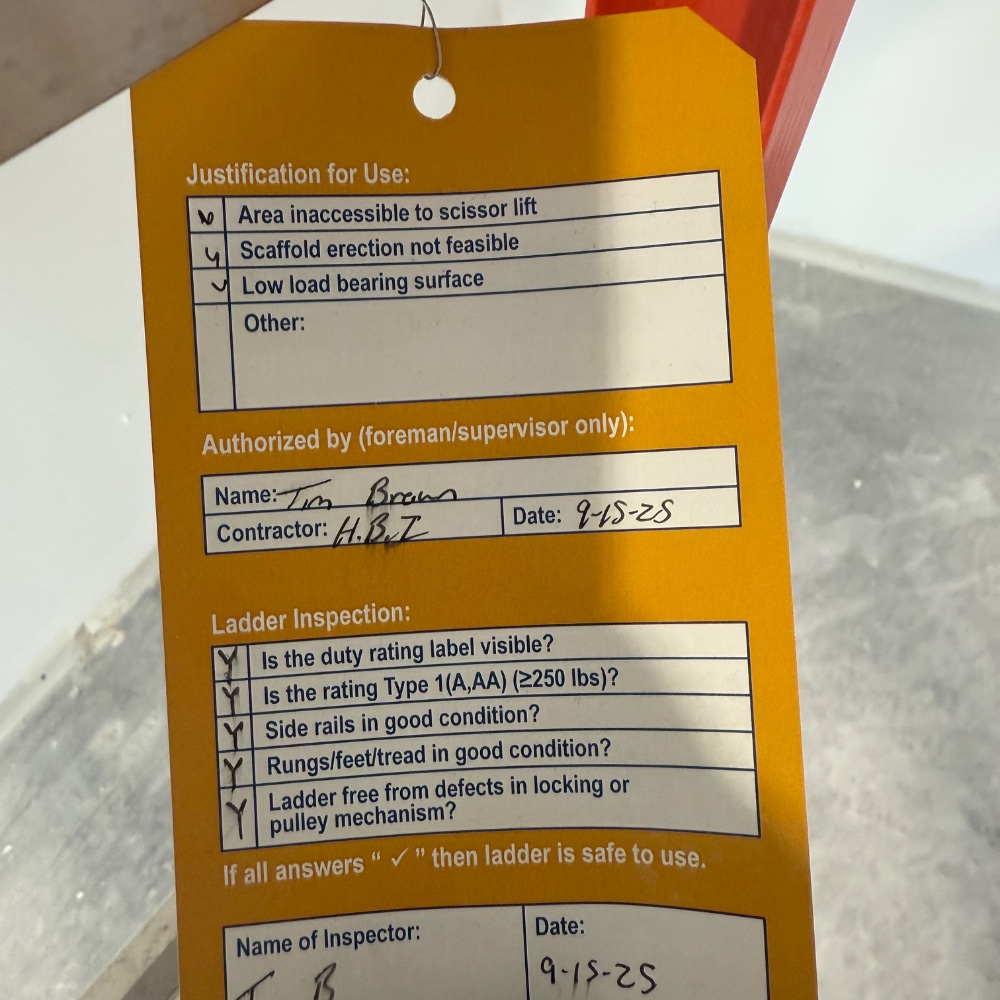 Justification for Use:
Area inaccessible to scissor lift
y Scaffold erection not feasible
✓ Low load bearing surface
Other:
Authorized by (foreman/supervisor only):
Name: Tim Brown
Contractor: H.B.I Date: 9-15-25
Ladder Inspection:
Y Is the duty rating label visible?
Y Is the rating Type 1(A,AA) (≥250 lbs)?
Y Side rails in good condition?
Y Rungs/feet/tread in good condition?
Y Ladder free from defects in locking or
pulley mechanism?
If all answers “ ✓ ” then ladder is safe to use.
Name of Inspector: Date:
T B 9-15-25